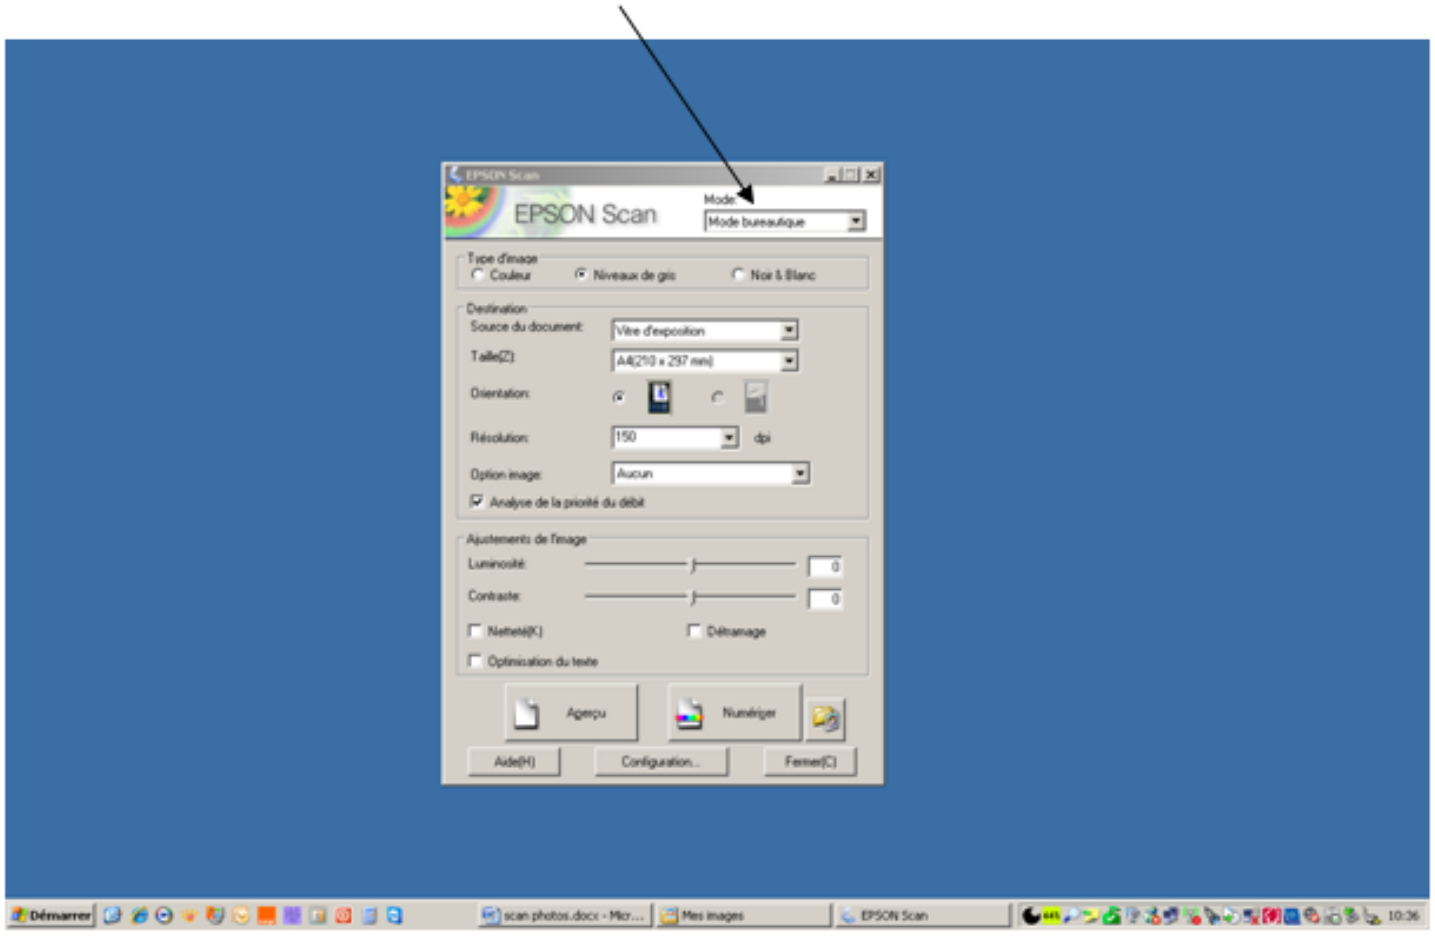 EPSON Scan
EPSON Scan
Mode:
Mode bureautique
Type d'image
Couleur Niveaux de gris Noir & Blanc
Destination
Source du document: Vitre d'exposition
Taille(Z): A4(210 x 297 mm)
Orientation:
Résolution: 150 dpi
Option image: Aucun
Analyse de la priorité du débit
Ajustements de l'image
Luminosité: 0
Contraste: 0
Netteté(K) Détramage
Optimisation du texte
Aperçu Numériger
Aide(H) Configuration... Fermer(C)
Démarrer scan photos.docx - Micr... Mes images EPSON Scan 10:36